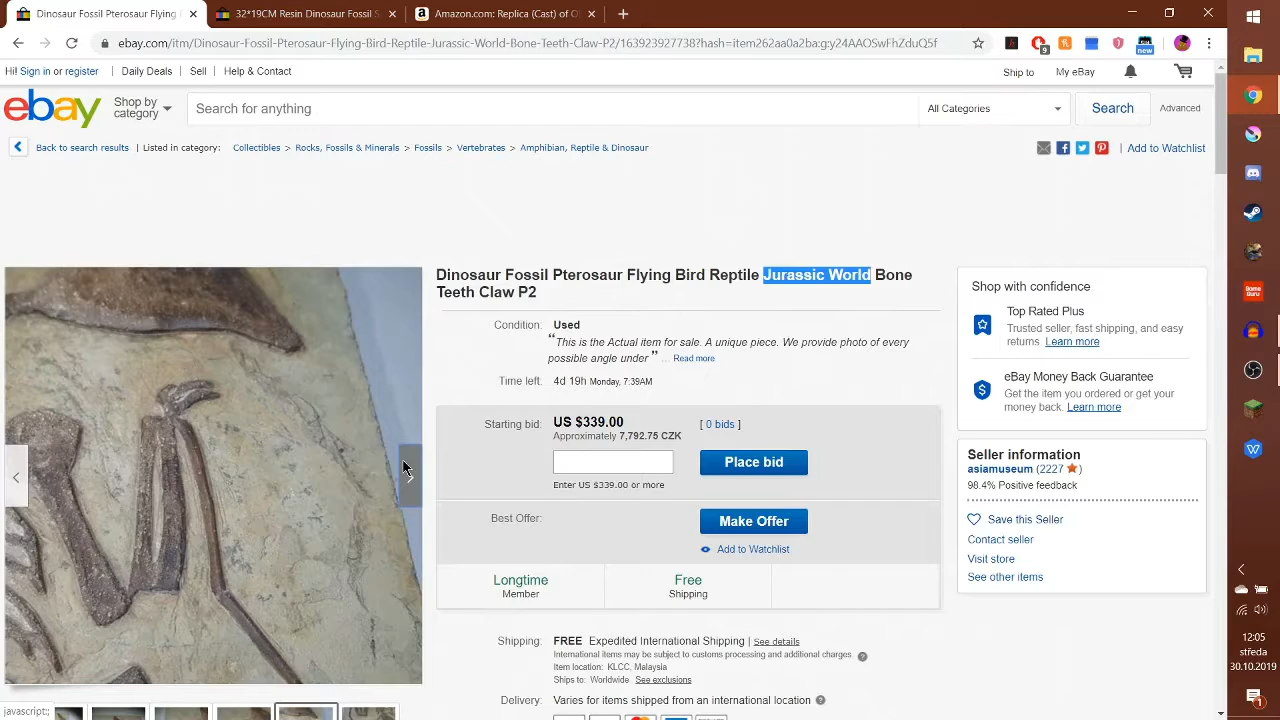 Dinosaur Fossil Pterosaur Flying
32*19CM Resin Dinosaur Fossil S
Amazon.com: Replica (Cast) of O
ebay.com/itm/Dinosaur-Fossil-Pterosaur-Flying-Bird-Reptile-Jurassic-World-Bone-Teeth-Claw-P2/163923927738?hash=item262aa0a2ba:g:y24AAOSwFhZduQ5f
9
new
Hi! Sign in or register
Daily Deals
Sell
Help & Contact
Ship to
My eBay
ebay
Shop by
category
Search for anything
All Categories
Search
Advanced
Back to search results
Listed in category:
Collectibles > Rocks, Fossils & Minerals > Fossils > Vertebrates > Amphibian, Reptile & Dinosaur
Add to Watchlist
Dinosaur Fossil Pterosaur Flying Bird Reptile Jurassic World Bone
Teeth Claw P2
Condition: Used
“This is the Actual item for sale. A unique piece. We provide photo of every
possible angle under” ... Read more
Time left: 4d 19h Monday, 7:39AM
Starting bid: US $339.00 [ 0 bids ]
Approximately 7,792.75 CZK
Place bid
Enter US $339.00 or more
Best Offer: Make Offer
Add to Watchlist
Longtime
Member
Free
Shipping
Shipping: FREE Expedited International Shipping | See details
International items may be subject to customs processing and additional charges.
Item location: KLCC, Malaysia
Ships to: Worldwide See exclusions
Delivery: Varies for items shipped from an international location
Shop with confidence
Top Rated Plus
Trusted seller, fast shipping, and easy
returns. Learn more
eBay Money Back Guarantee
Get the item you ordered or get your
money back. Learn more
Seller information
asiamuseum (2227 )
98.4% Positive feedback
Save this Seller
Contact seller
Visit store
See other items
javascript:;
12:05
středa
30.10.2019
1